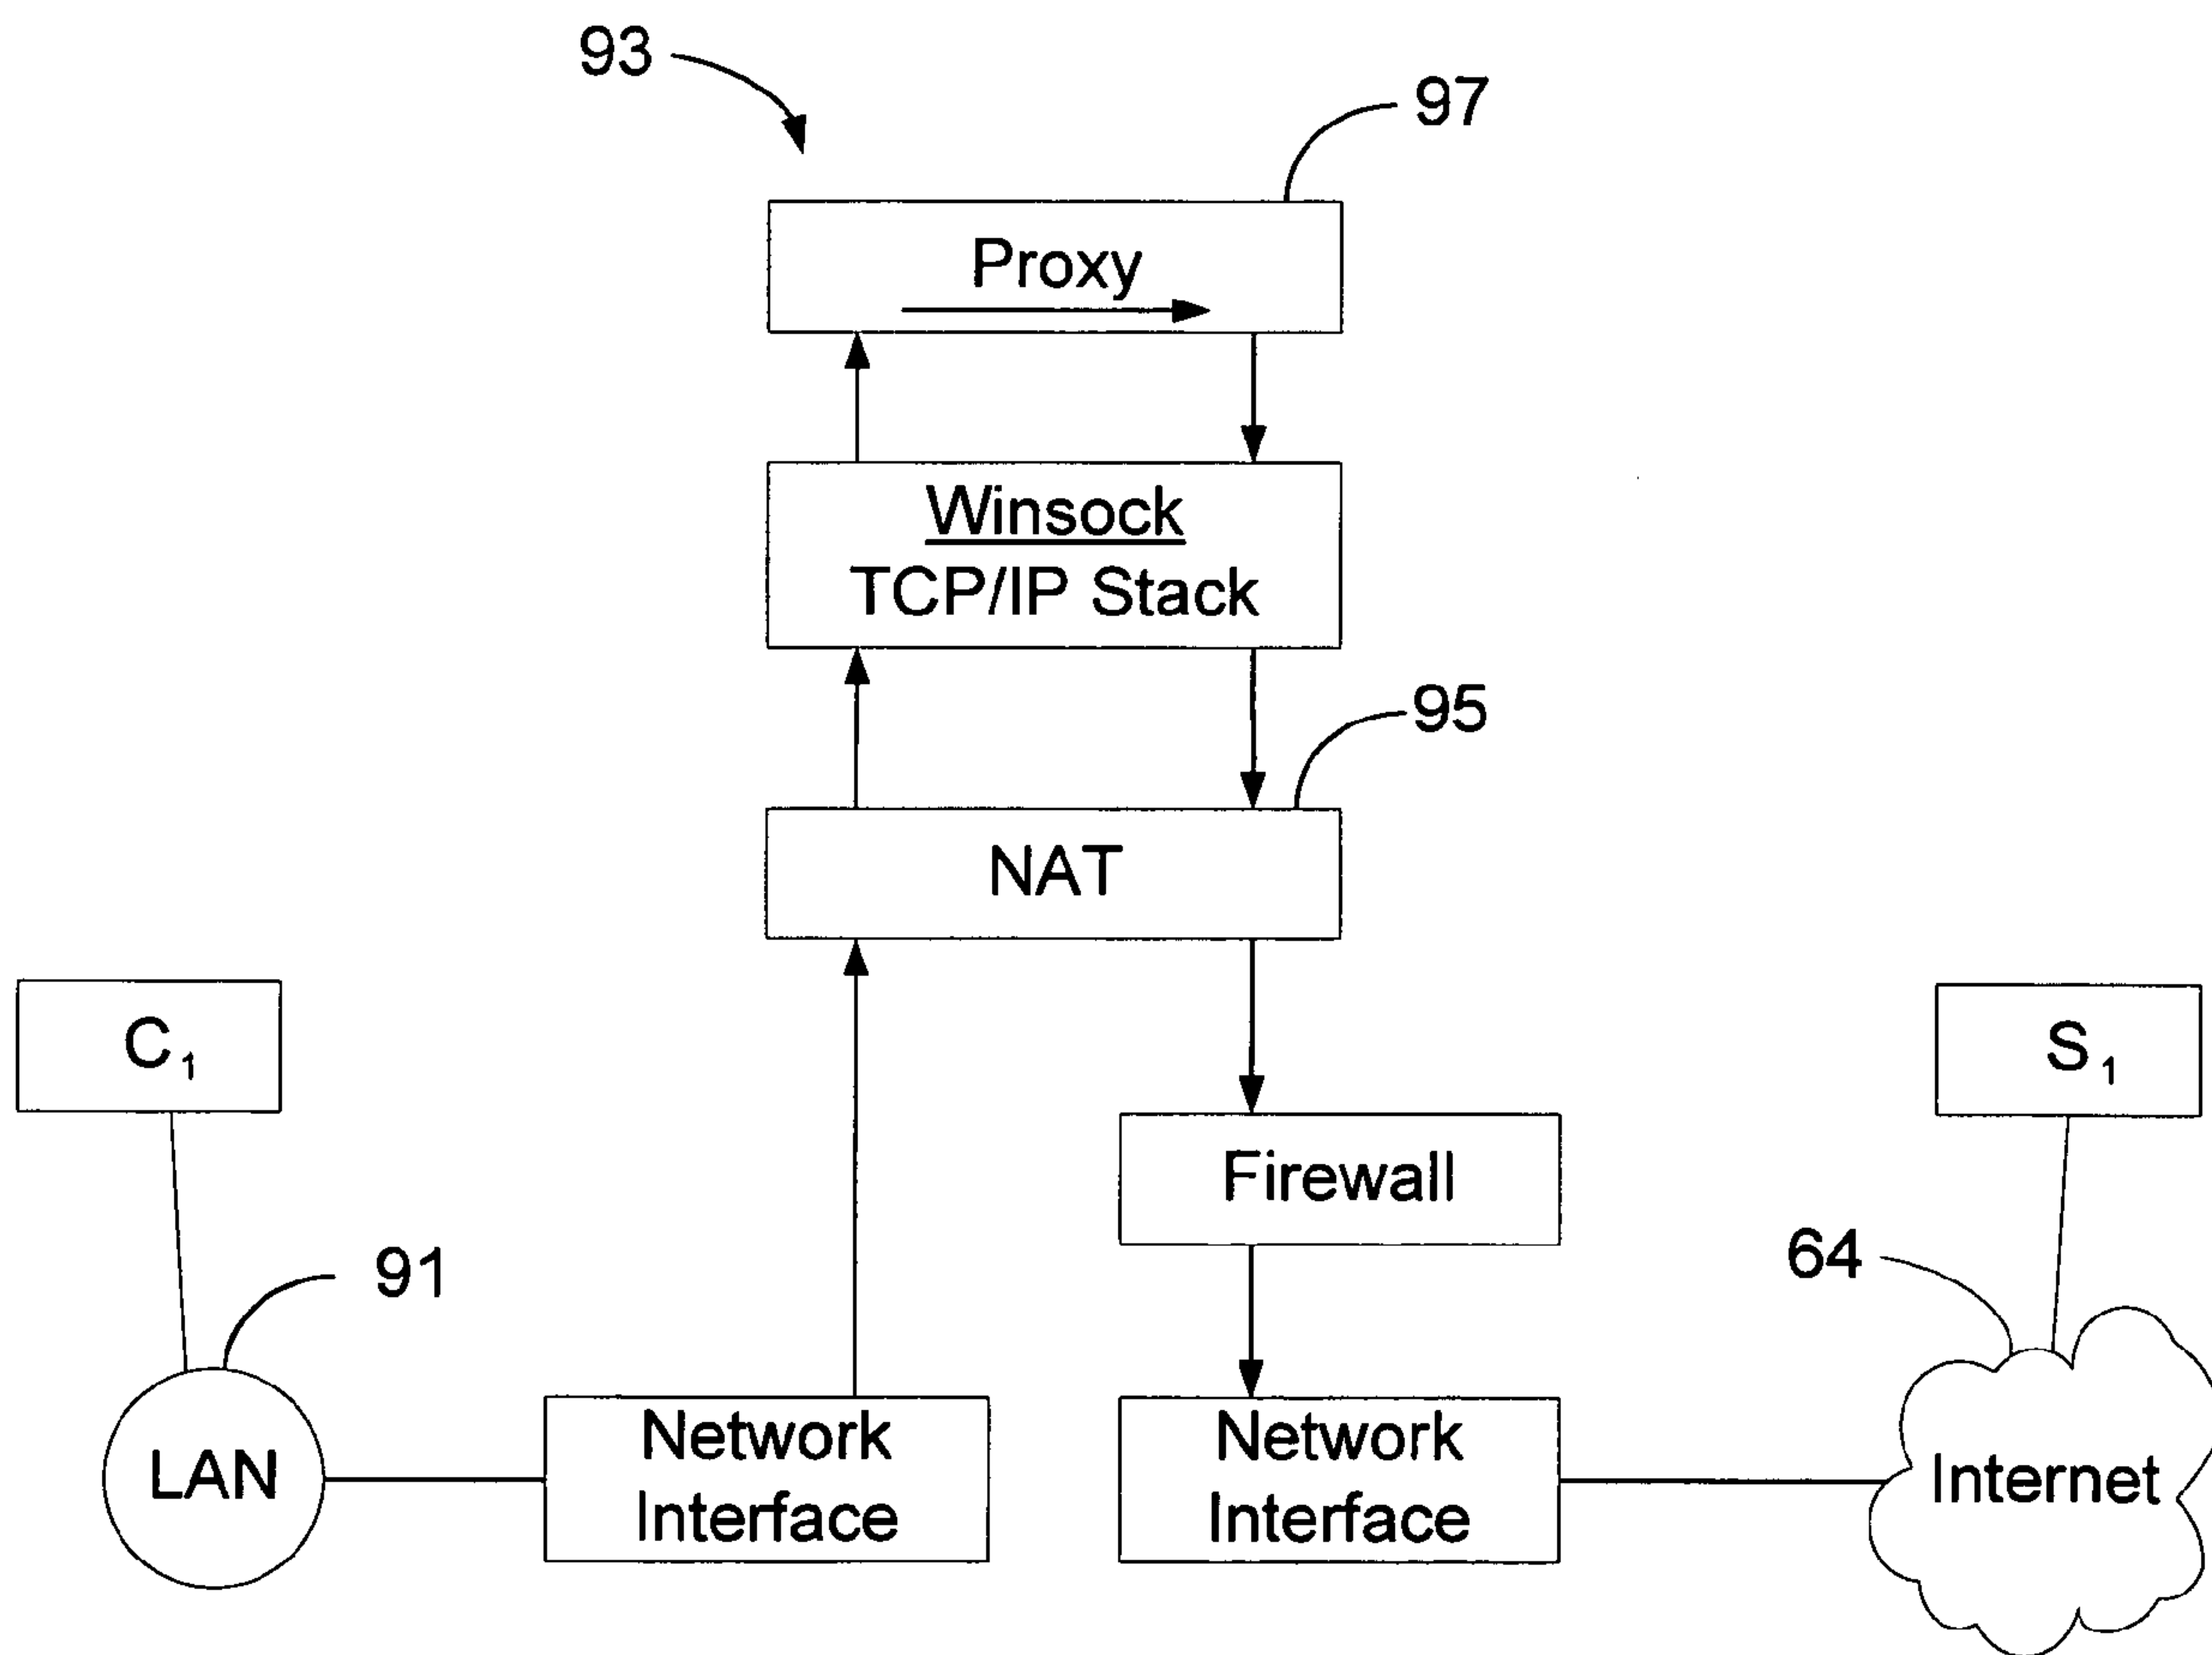 93
97
Proxy
Winsock
TCP/IP Stack
95
NAT
C₁
S₁
Firewall
91
64
LAN
Network
Interface
Network
Interface
Internet